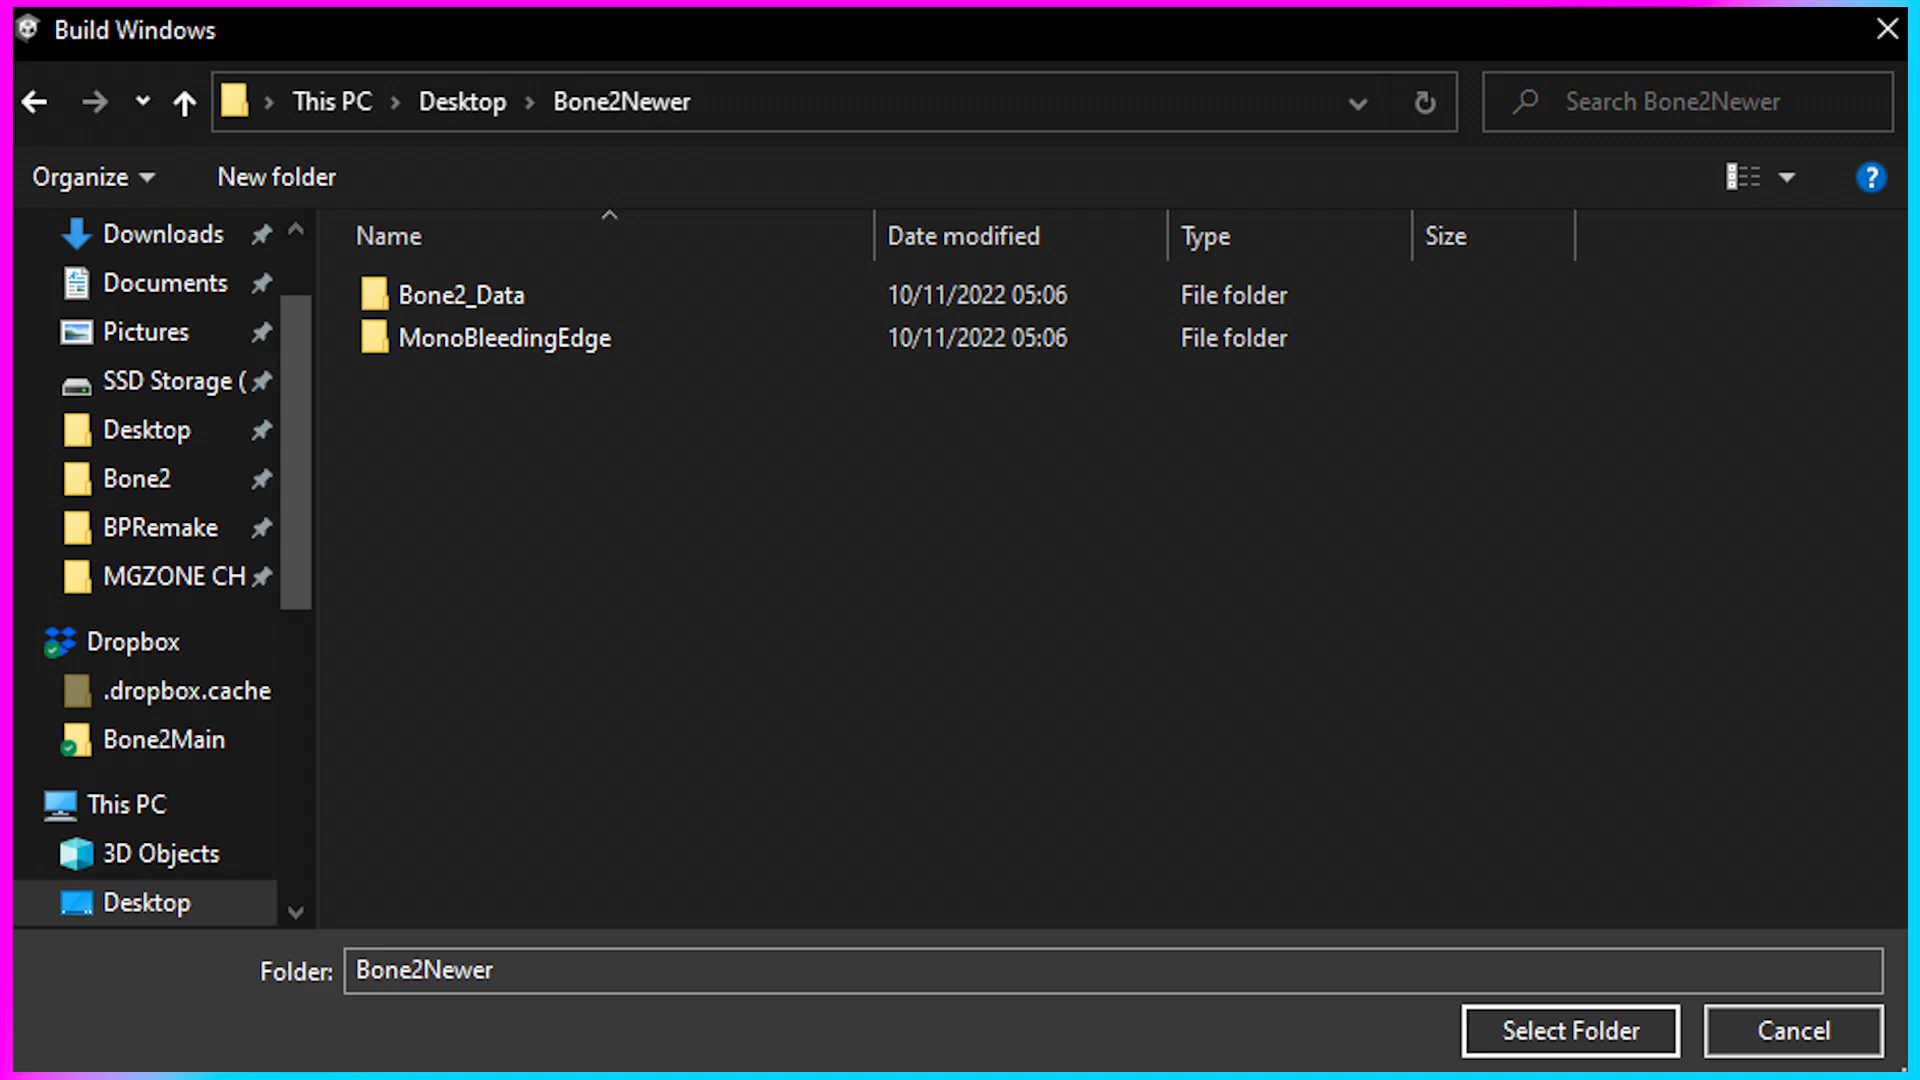 Build Windows
This PC > Desktop > Bone2Newer
Search Bone2Newer
Organize
New folder
?
Name
Date modified
Type
Size
Bone2_Data 10/11/2022 05:06 File folder
MonoBleedingEdge 10/11/2022 05:06 File folder
Downloads
Documents
Pictures
SSD Storage (
Desktop
Bone2
BPRemake
MGZONE CH
Dropbox
.dropbox.cache
Bone2Main
This PC
3D Objects
Desktop
Folder: Bone2Newer
Select Folder
Cancel